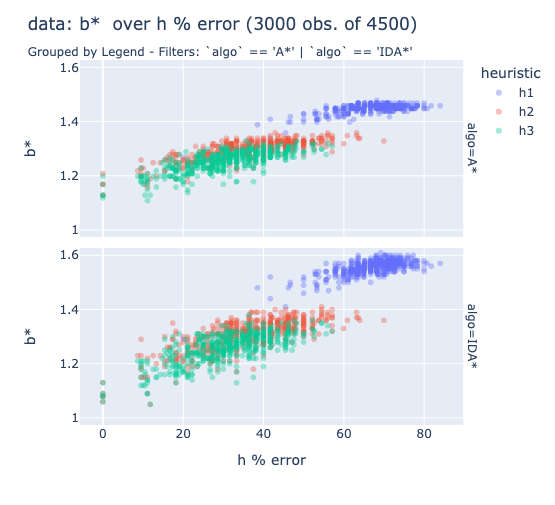 data: b*  over h % error (3000 obs. of 4500)
Grouped by Legend - Filters: `algo` == 'A*' | `algo` == 'IDA*'
heuristic
h1
h2
h3
1.6
1.4
1.2
1
b*
algo=A*
1.6
1.4
1.2
1
b*
algo=IDA*
0
20
40
60
80
h % error